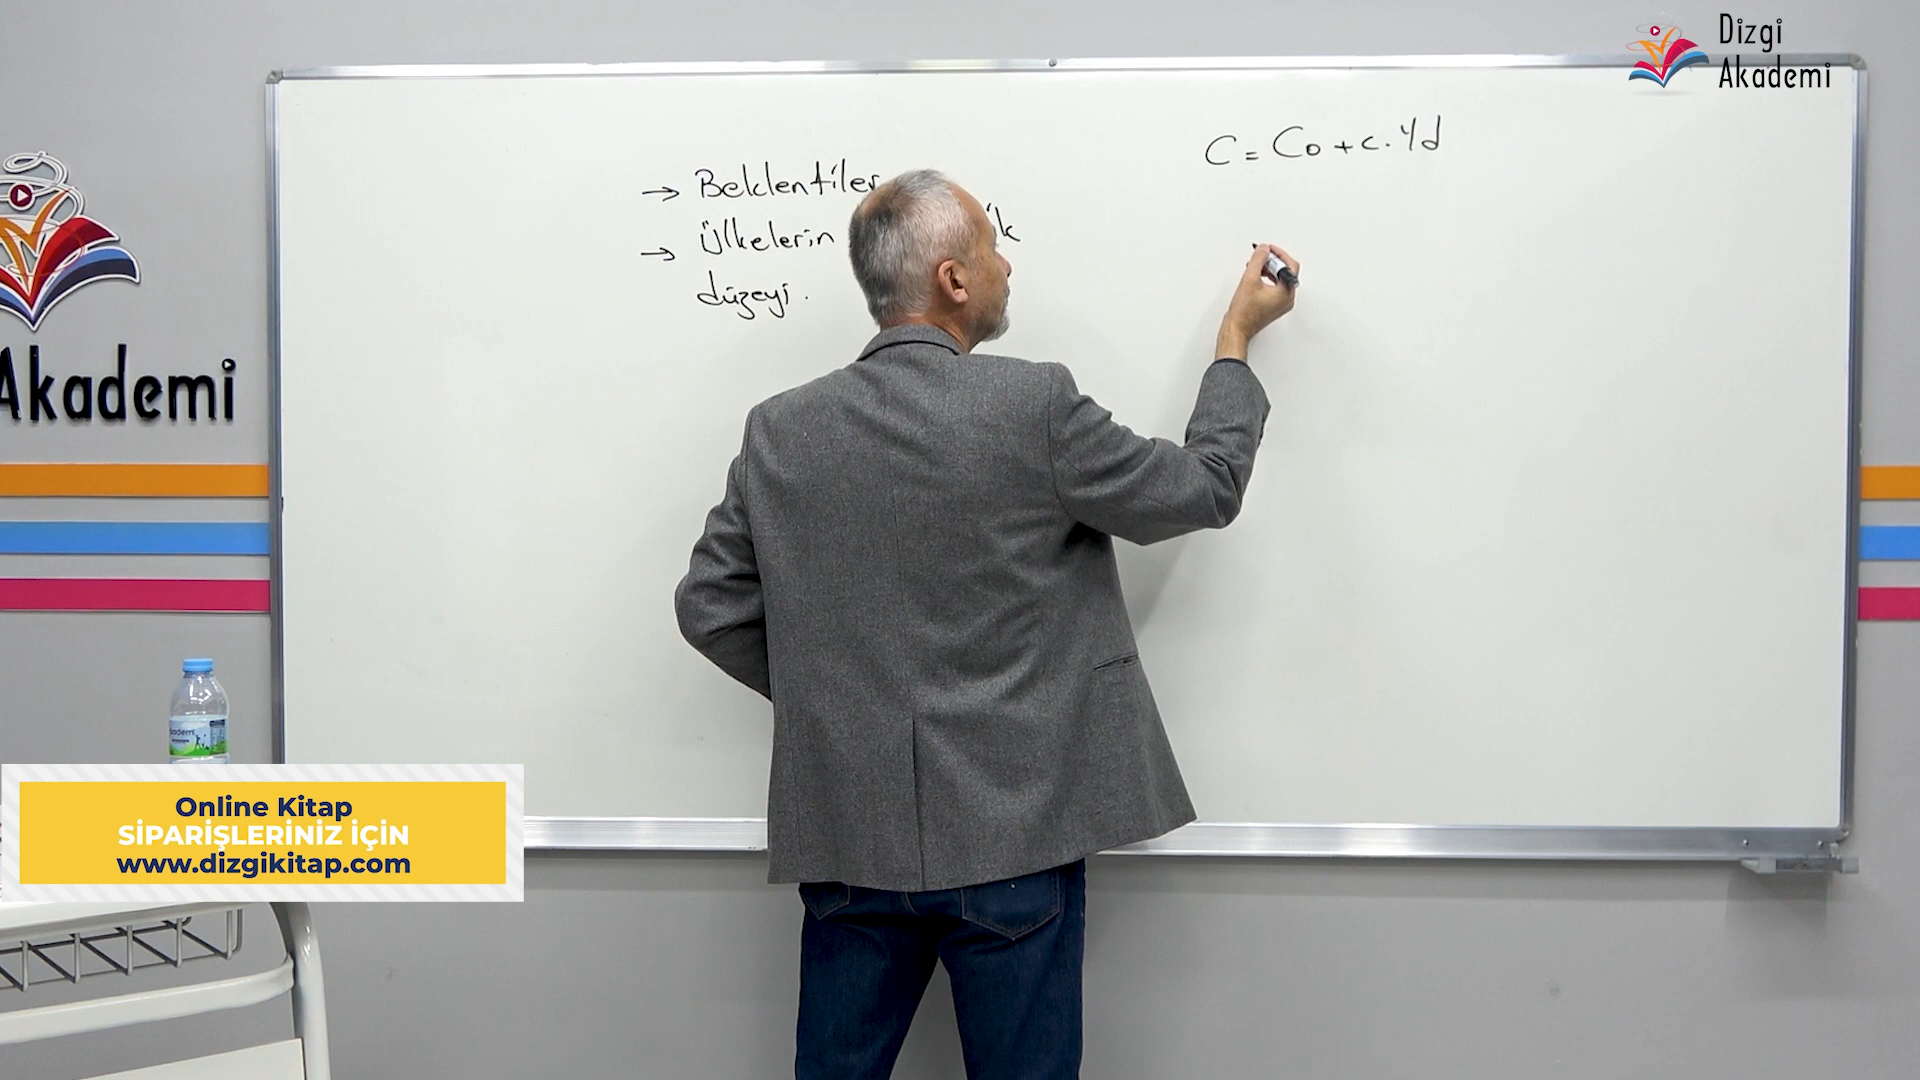 Dizgi
Akademi
C = Co + c . Yd
→ Beklentiler
→ Ülkelerin
düzeyi .
Akademi
Online Kitap
SİPARİŞLERİNİZ İÇİN
www.dizgikitap.com